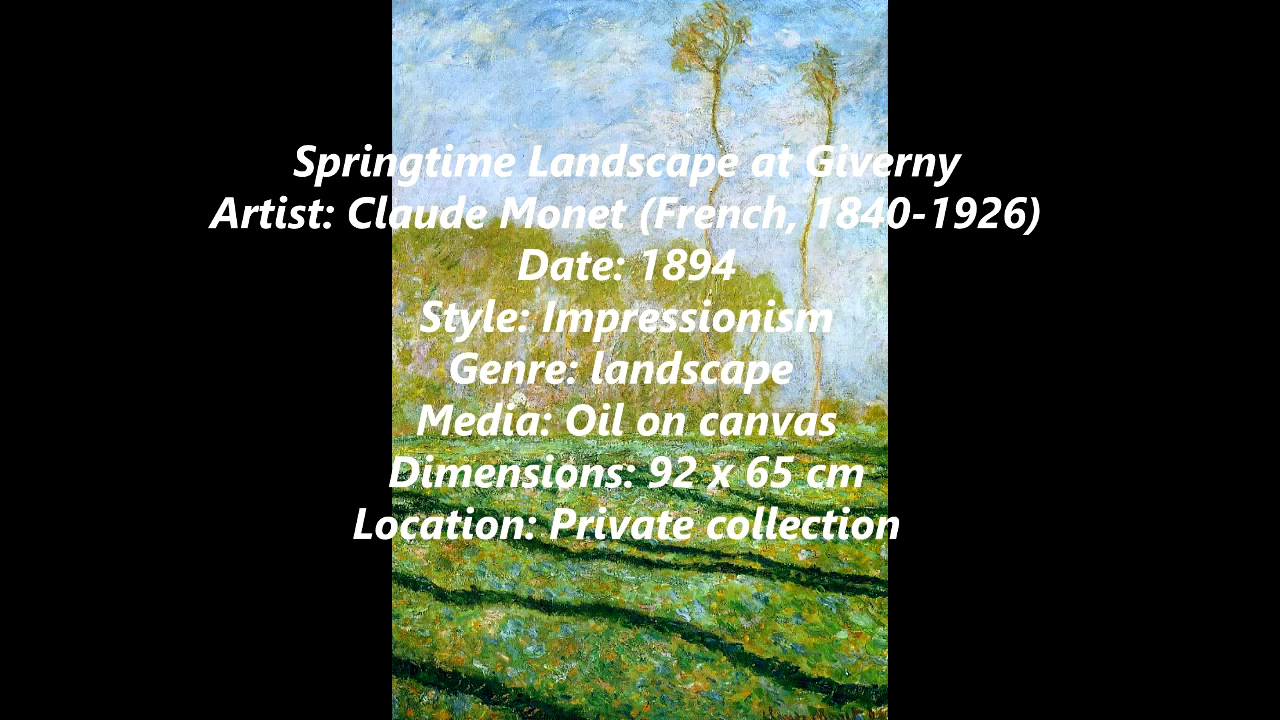 Springtime Landscape at Giverny
Artist: Claude Monet (French, 1840-1926)
Date: 1894
Style: Impressionism
Genre: landscape
Media: Oil on canvas
Dimensions: 92 x 65 cm
Location: Private collection